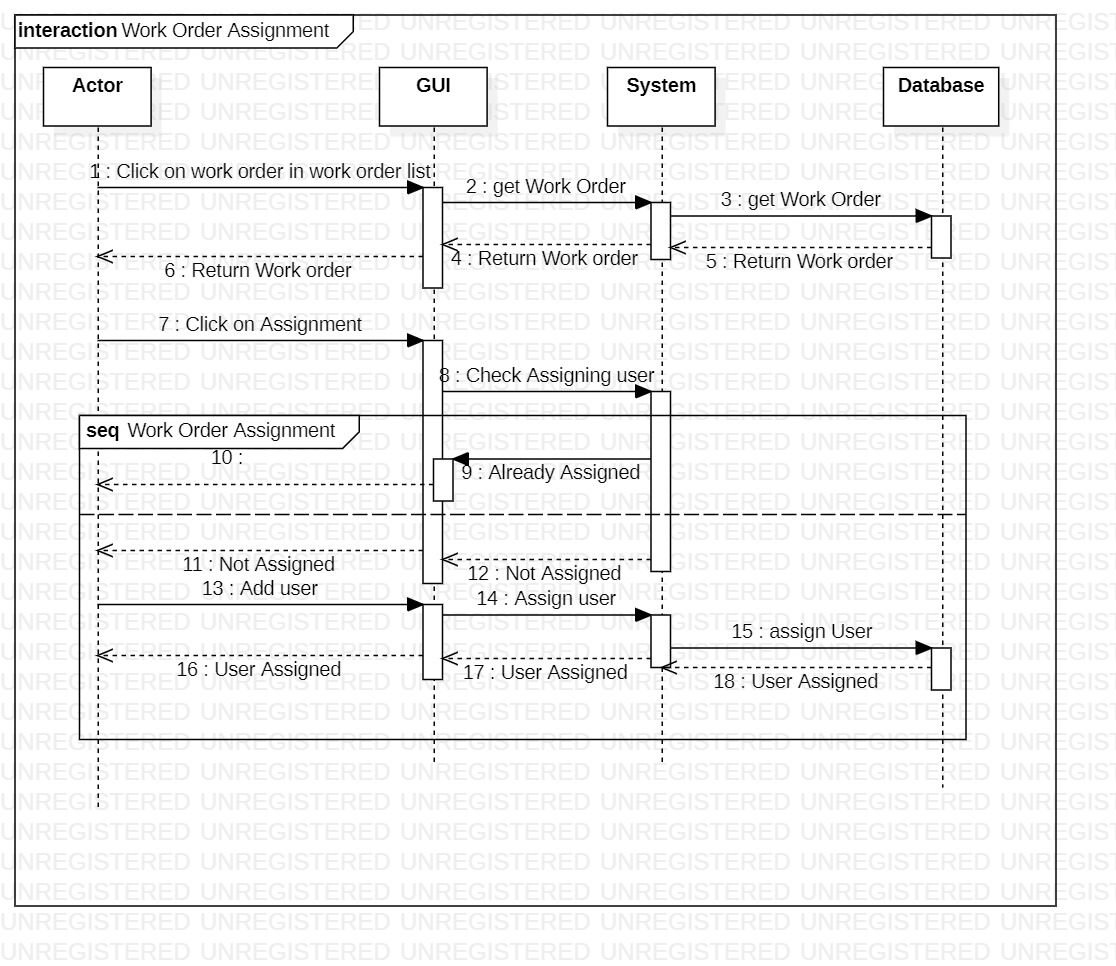 interaction Work Order Assignment
Actor
GUI
System
Database
1 : Click on work order in work order list
2 : get Work Order
3 : get Work Order
4 : Return Work order
5 : Return Work order
6 : Return Work order
7 : Click on Assignment
8 : Check Assigning user
seq Work Order Assignment
10 :
9 : Already Assigned
11 : Not Assigned
12 : Not Assigned
13 : Add user
14 : Assign user
15 : assign User
16 : User Assigned
17 : User Assigned
18 : User Assigned
UNREGISTERED